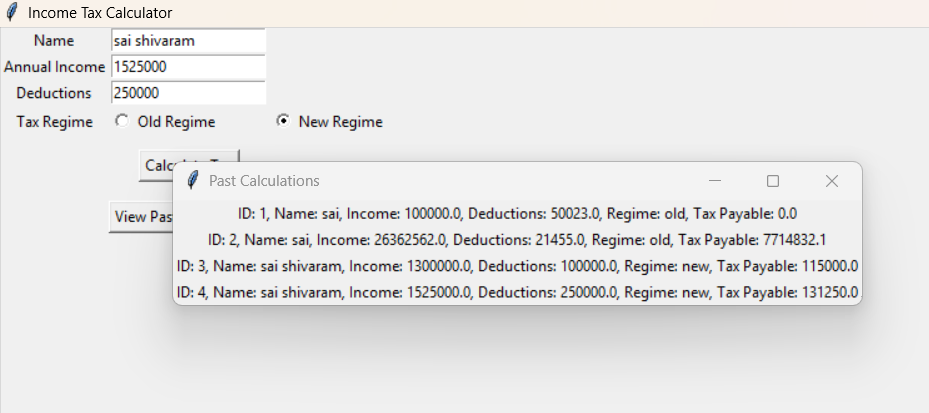 Income Tax Calculator
Name sai shivaram
Annual Income 1525000
Deductions 250000
Tax Regime Old Regime New Regime
Past Calculations
View Pas
ID: 1, Name: sai, Income: 100000.0, Deductions: 50023.0, Regime: old, Tax Payable: 0.0
ID: 2, Name: sai, Income: 26362562.0, Deductions: 21455.0, Regime: old, Tax Payable: 7714832.1
ID: 3, Name: sai shivaram, Income: 1300000.0, Deductions: 100000.0, Regime: new, Tax Payable: 115000.0
ID: 4, Name: sai shivaram, Income: 1525000.0, Deductions: 250000.0, Regime: new, Tax Payable: 131250.0